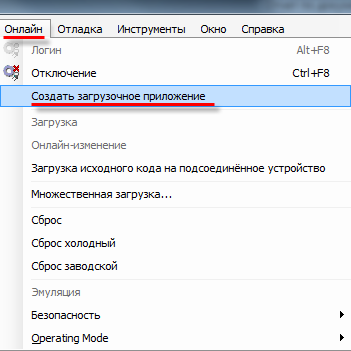 Онлайн Отладка Инструменты Окно Справка
Логин Alt+F8
Отключение Ctrl+F8
Создать загрузочное приложение
Загрузка
Онлайн-изменение
Загрузка исходного кода на подсоединённое устройство
Множественная загрузка...
Сброс
Сброс холодный
Сброс заводской
Эмуляция
Безопасность
Operating Mode